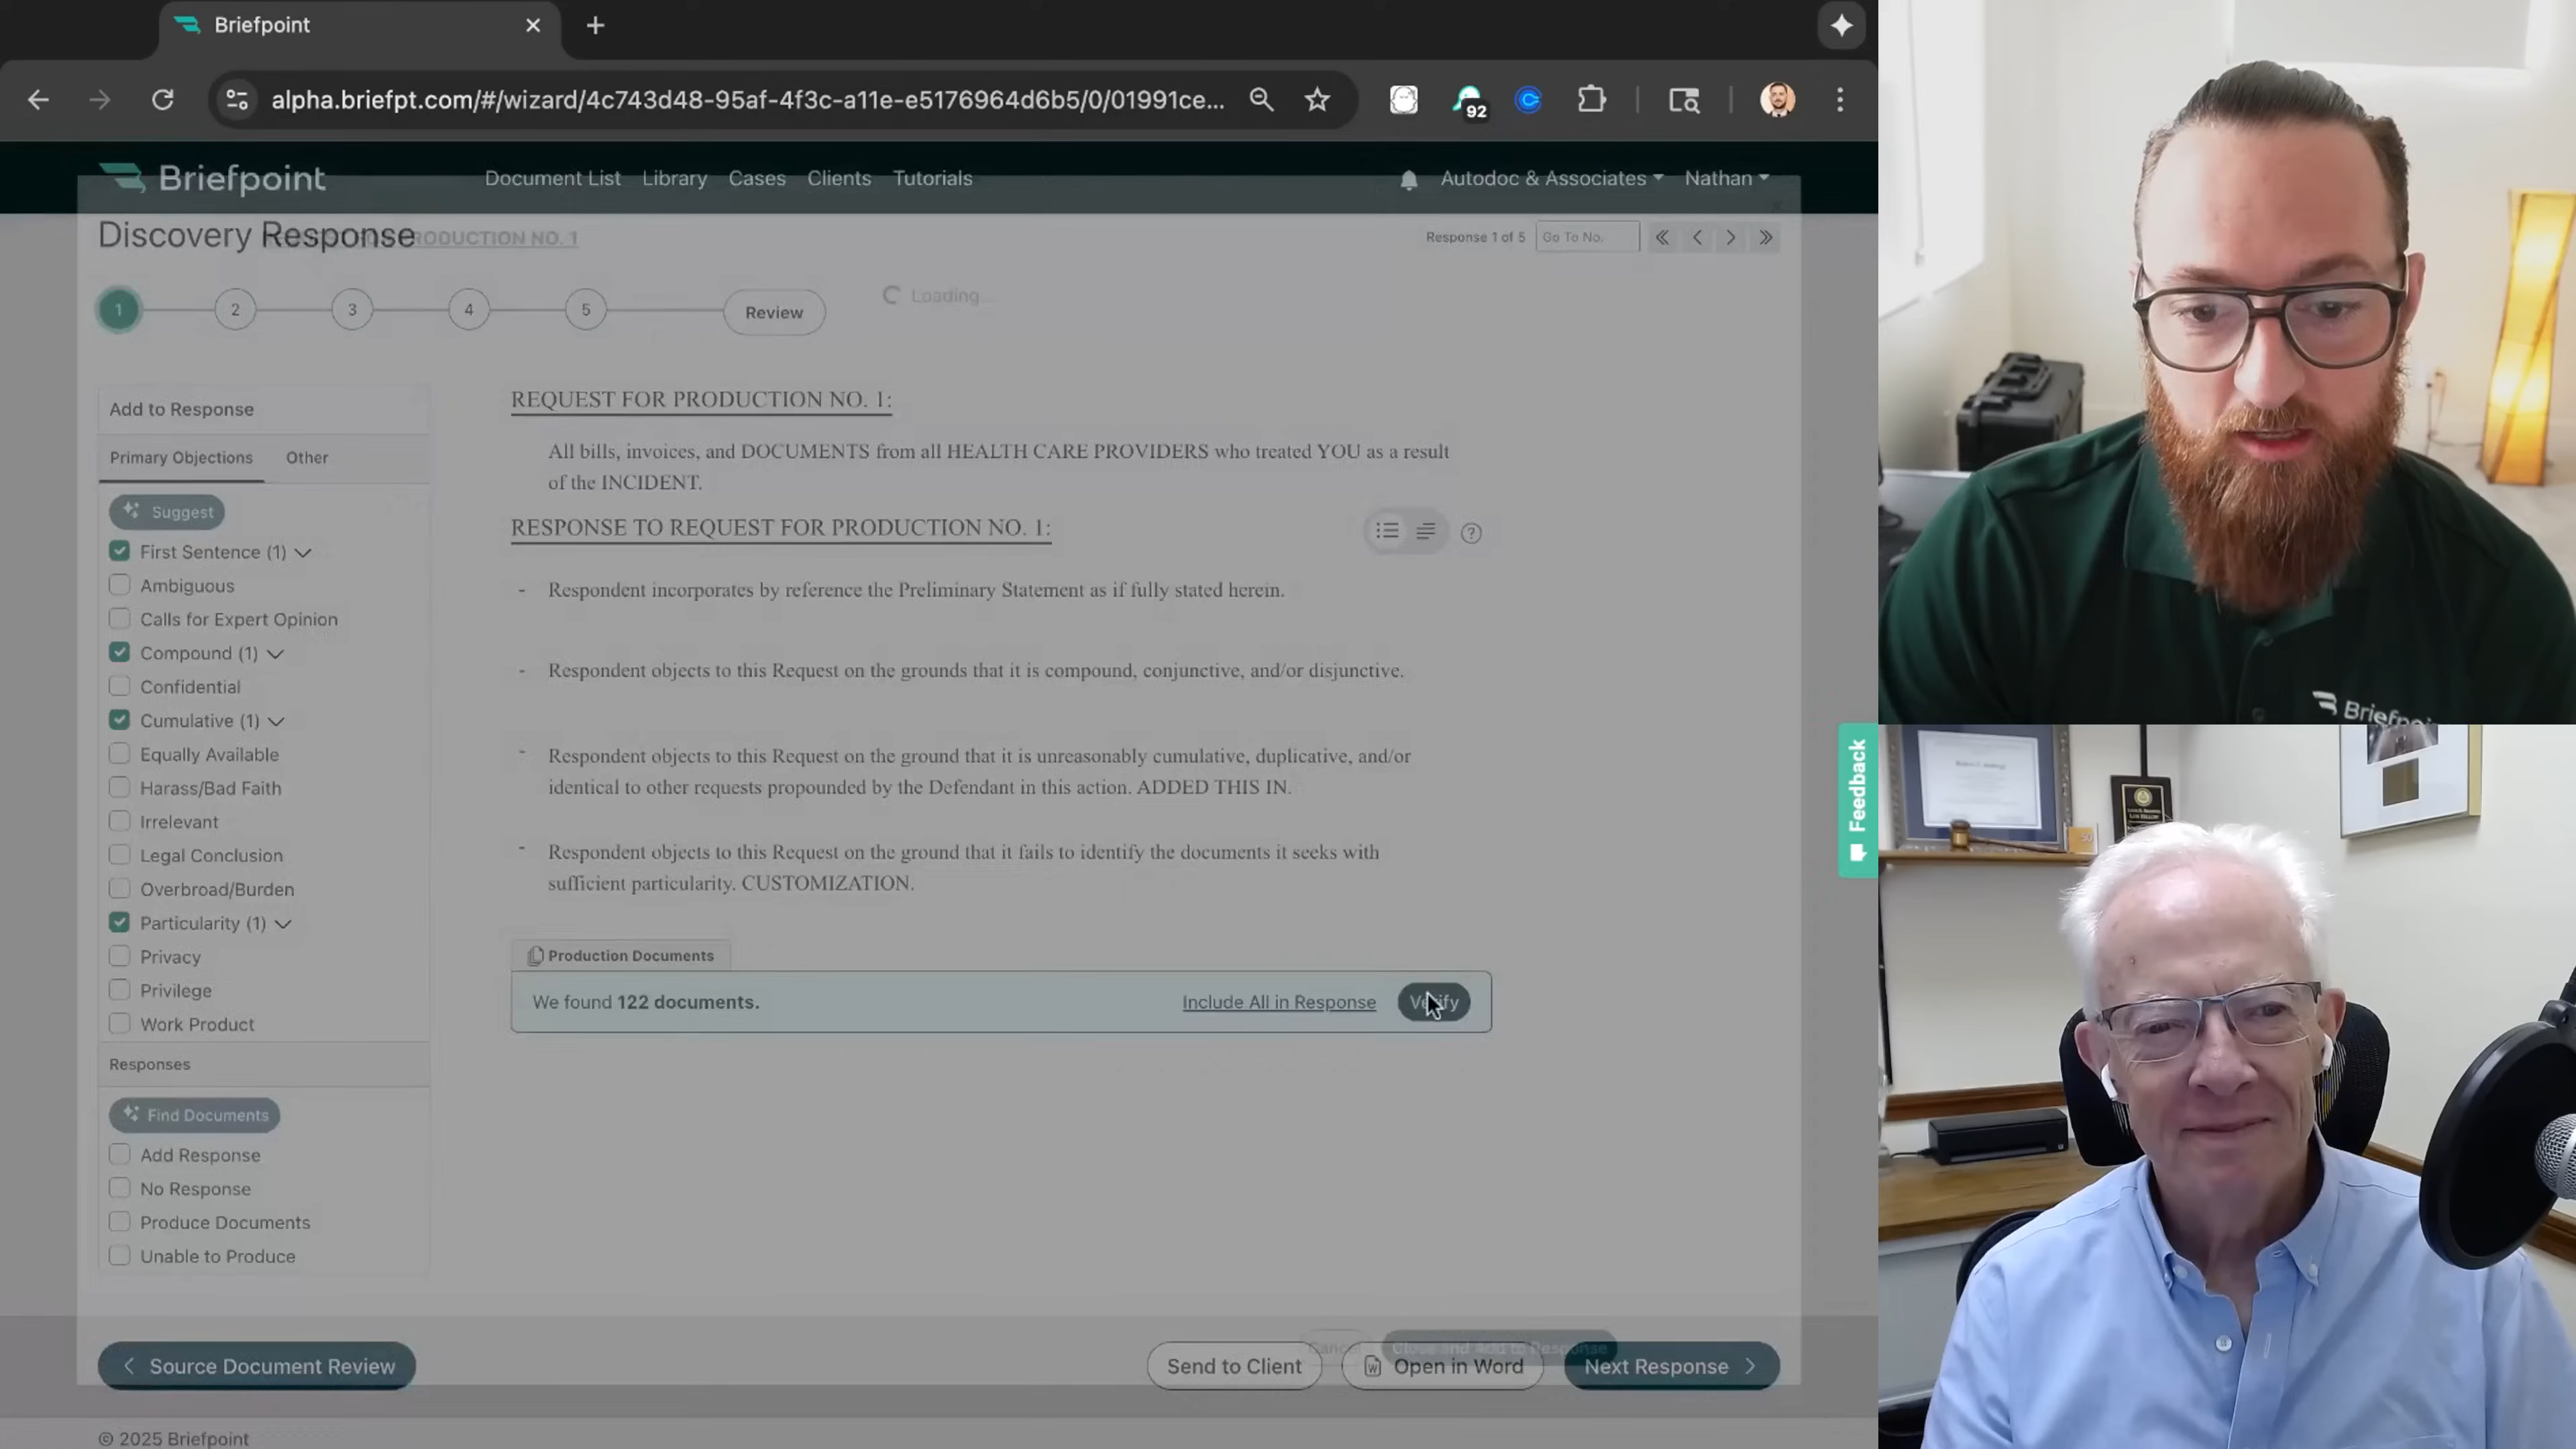 Briefpoint
alpha.briefpt.com/#/wizard/4c743d48-95af-4f3c-a11e-e5176964d6b5/0/01991ce...
92
Briefpoint
Document List Library Cases Clients Tutorials
Autodoc & Associates Nathan
Discovery Response
PRODUCTION NO. 1
Response 1 of 5 Go To No.
1 2 3 4 5 Review
Loading...
Add to Response
Primary Objections Other
Suggest
First Sentence (1)
Ambiguous
Calls for Expert Opinion
Compound (1)
Confidential
Cumulative (1)
Equally Available
Harass/Bad Faith
Irrelevant
Legal Conclusion
Overbroad/Burden
Particularity (1)
Privacy
Privilege
Work Product
Responses
Find Documents
Add Response
No Response
Produce Documents
Unable to Produce
REQUEST FOR PRODUCTION NO. 1:
All bills, invoices, and DOCUMENTS from all HEALTH CARE PROVIDERS who treated YOU as a result
of the INCIDENT.
RESPONSE TO REQUEST FOR PRODUCTION NO. 1:
- Respondent incorporates by reference the Preliminary Statement as if fully stated herein.
- Respondent objects to this Request on the grounds that it is compound, conjunctive, and/or disjunctive.
- Respondent objects to this Request on the ground that it is unreasonably cumulative, duplicative, and/or
identical to other requests propounded by the Defendant in this action. ADDED THIS IN.
- Respondent objects to this Request on the ground that it fails to identify the documents it seeks with
sufficient particularity. CUSTOMIZATION.
Production Documents
We found 122 documents.
Include All in Response Verify
Cancel Close and Add to Response
Source Document Review
Send to Client Open in Word Next Response
© 2025 Briefpoint
Feedback